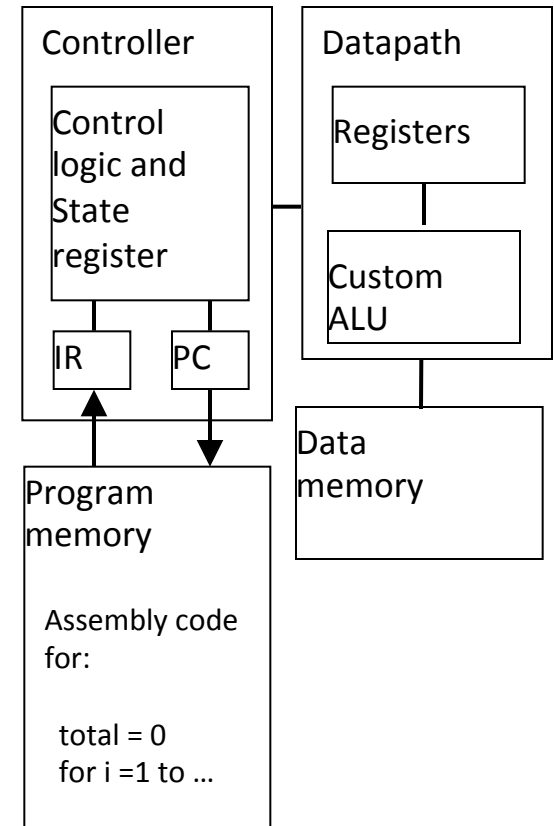 Controller
Control
logic and
State
register
IR
PC
Datapath
Registers
Custom
ALU
Data
memory
Program
memory
Assembly code
for:
total = 0
for i =1 to …